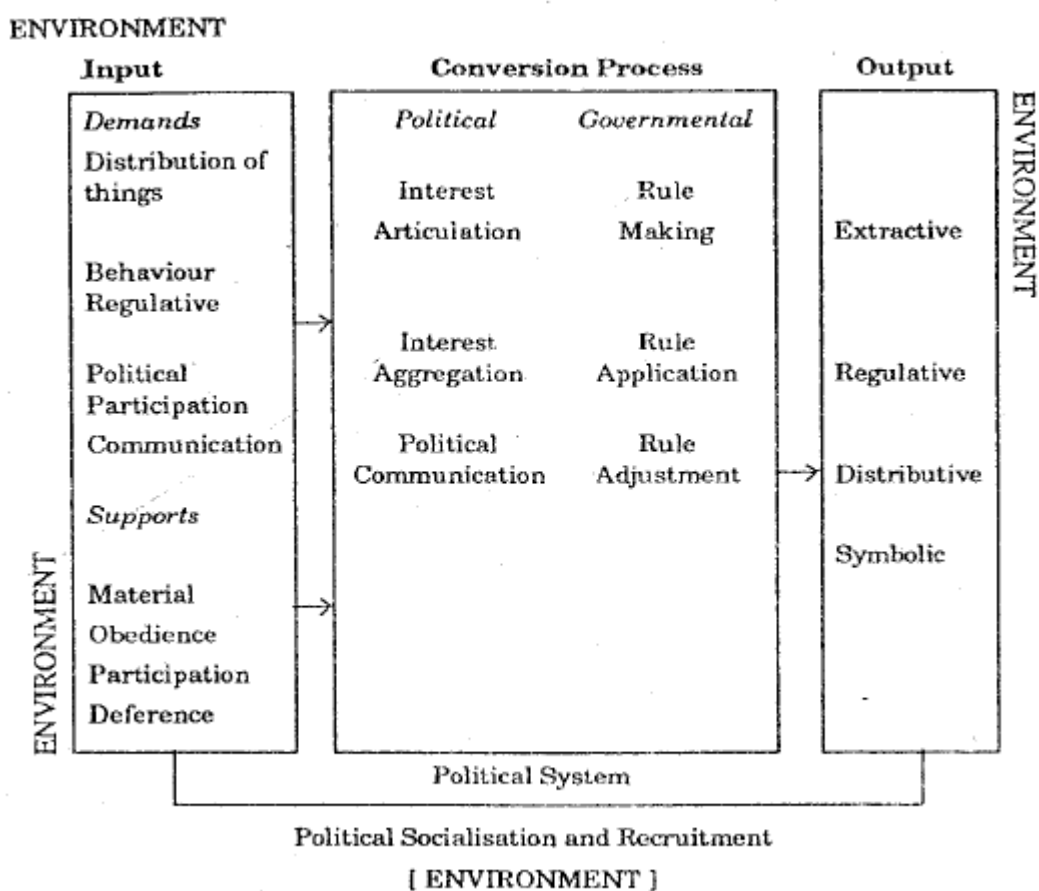 ENVIRONMENT
Input
Conversion Process
Output
Demands
Distribution of
things
Behaviour
Regulative
Political
Participation
Communication
Supports
Material
Obedience
Participation
Deference
Political
Interest
Articulation
Interest
Aggregation
Political
Communication
Governmental
Rule
Making
Rule
Application
Rule
Adjustment
Extractive
Regulative
Distributive
Symbolic
ENVIRONMENT
ENVIRONMENT
Political System
Political Socialisation and Recruitment
[ ENVIRONMENT ]